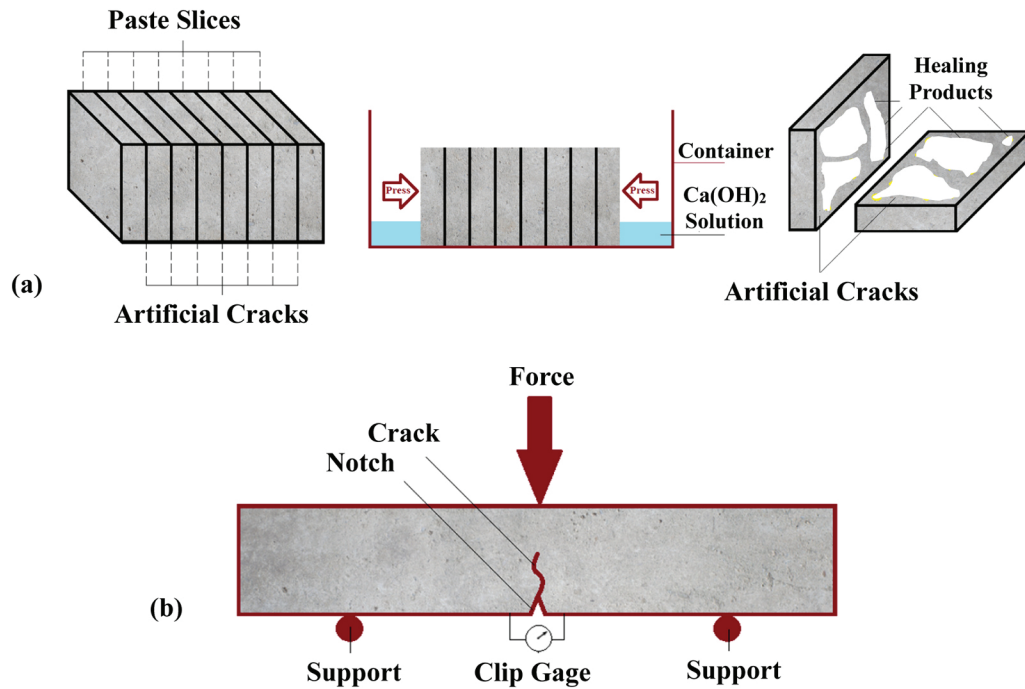 Paste Slices
Artificial Cracks
(a)
Press
Press
Container
Ca(OH)₂
Solution
Healing
Products
Artificial Cracks
Force
Crack
Notch
(b)
Support
Clip Gage
Support